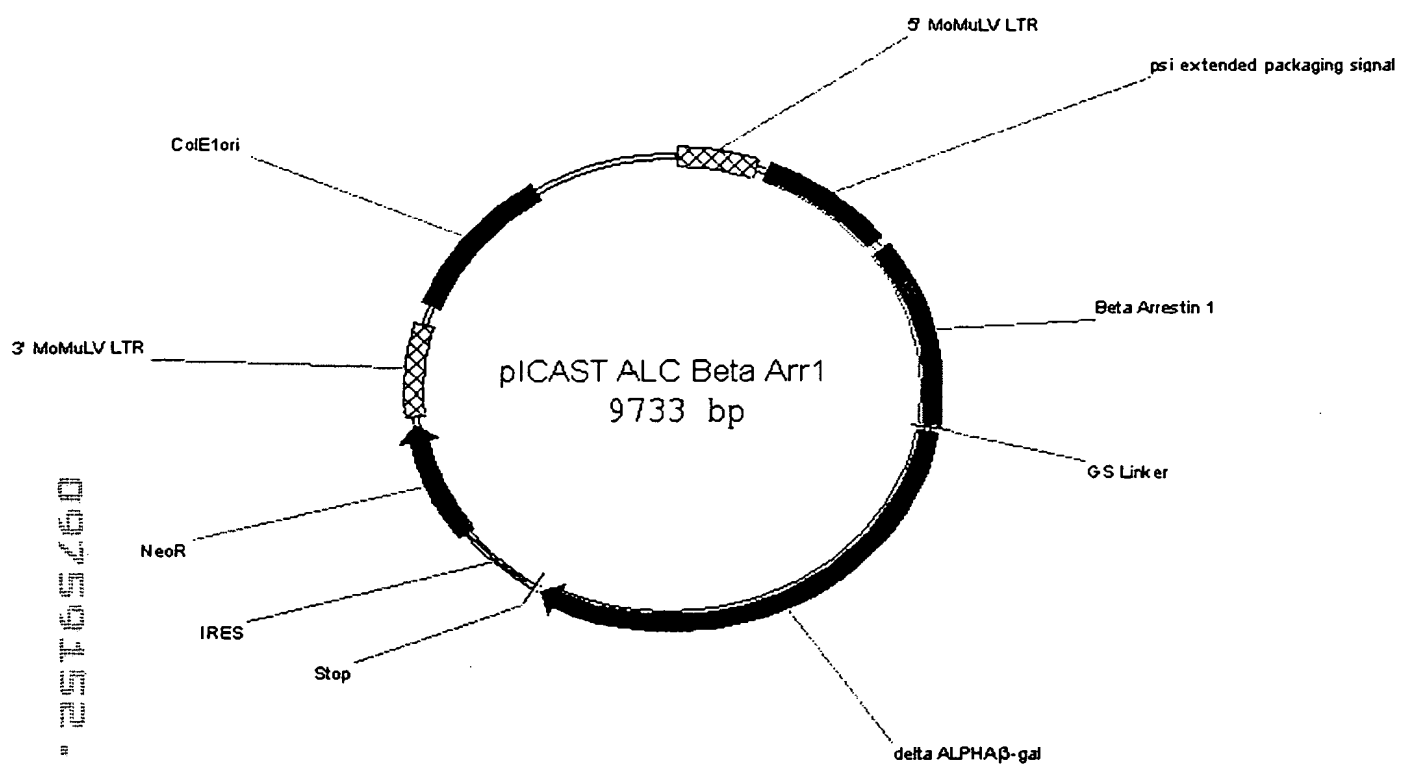 5' MoMuLV LTR
psi extended packaging signal
ColE1ori
Beta Arrestin 1
3' MoMuLV LTR
pICAST ALC Beta Arr1
9733 bp
GS Linker
NeoR
IRES
Stop
delta ALPHAβ-gal
09759152.